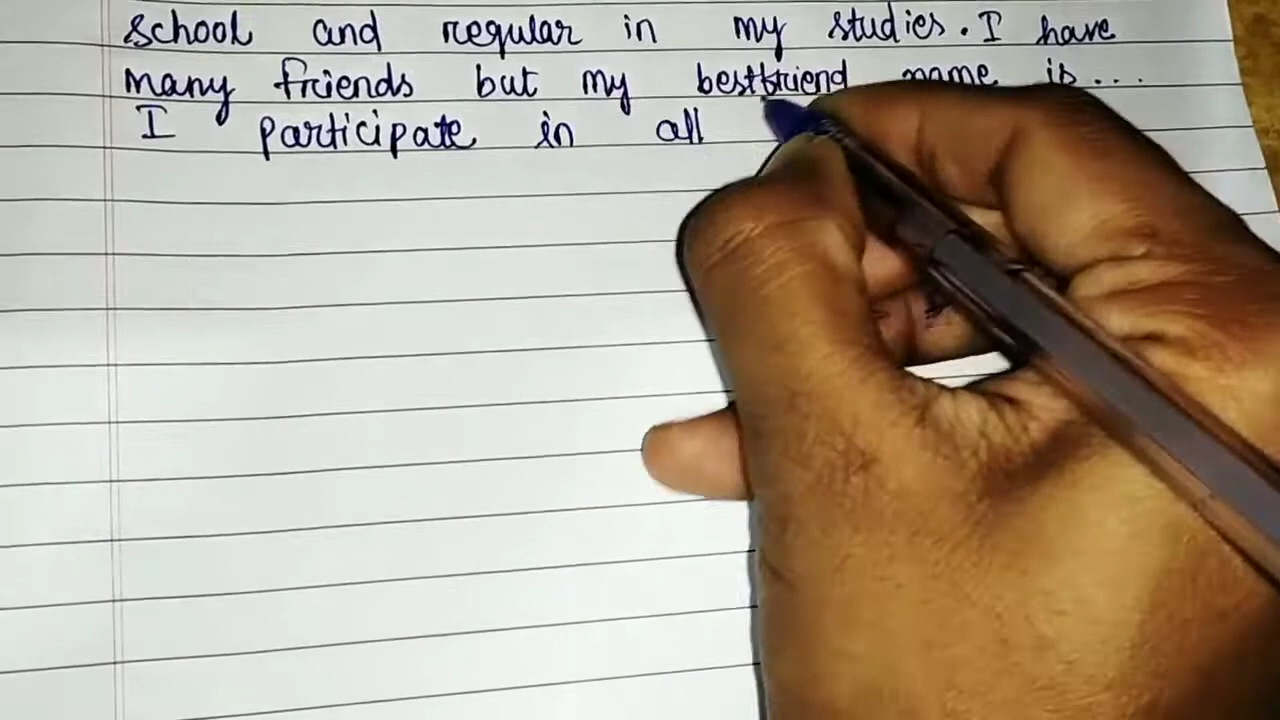 school and regular in my studies. I have
many friends but my bestfriend name is...
I participate in all